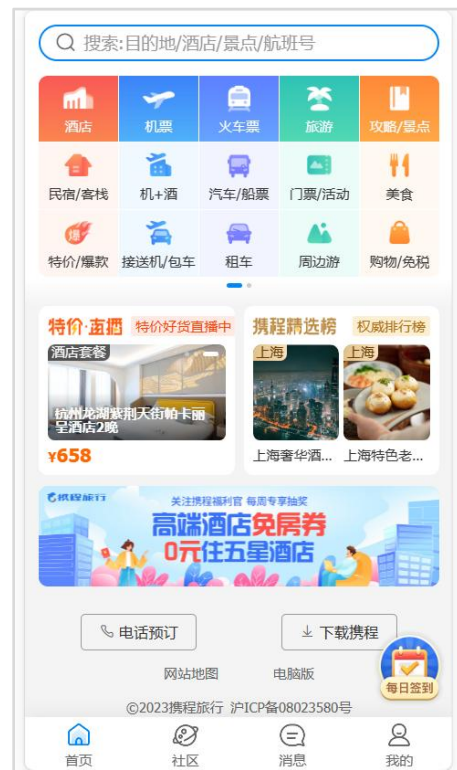 搜索:目的地/酒店/景点/航班号
酒店 机票 火车票 旅游 攻略/景点
民宿/客栈 机+酒 汽车/船票 门票/活动 美食
爆
特价/爆款 接送机/包车 租车 周边游 购物/免税
特价·直播 特价好货直播中
酒店套餐
杭州龙湖紫荆天街帕卡丽
呈酒店2晚
¥658
携程精选榜 权威排行榜
上海 上海
上海奢华酒... 上海特色老...
携程旅行
关注携程福利官 每周专享抽奖
高端酒店免房券
0元住五星酒店
电话预订 下载携程
每日签到
网站地图 电脑版
©2023携程旅行 沪ICP备08023580号
首页 社区 消息 我的